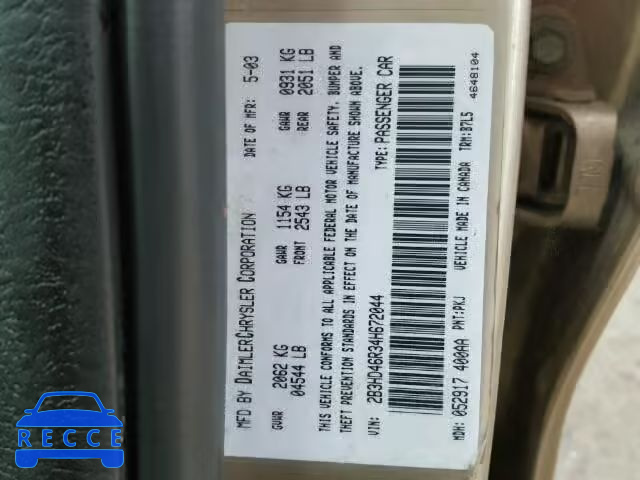 MFD BY DAIMLERCHRYSLER CORPORATION DATE OF MFR: 5-03
GVWR 2062 KG GAWR 1154 KG GAWR 0931 KG
04544 LB FRONT 2543 LB REAR 2051 LB
THIS VEHICLE CONFORMS TO ALL APPLICABLE FEDERAL MOTOR VEHICLE SAFETY, BUMPER AND
THEFT PREVENTION STANDARDS IN EFFECT ON THE DATE OF MANUFACTURE SHOWN ABOVE.
VIN: 2B3HD46R34H672044 TYPE: PASSENGER CAR
MDH: 052917 400AA PNT: PKJ VEHICLE MADE IN CANADA TRM: B7L5
4648104
RECCE